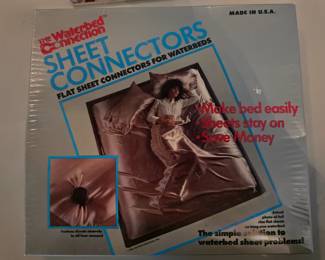 MADE IN U.S.A.
The Waterbed
Connection
SHEET
CONNECTORS
FLAT SHEET CONNECTORS FOR WATERBEDS
•Make bed easily
•Sheets stay on
•Save Money
The simple solution to
waterbed sheet problems!